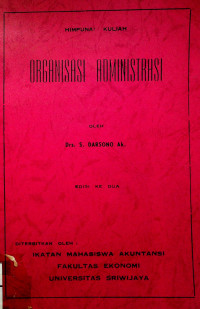 HIMPUNAN KULIAH
ORGANISASI ADMINISTRASI
OLEH
Drs. S. DARSONO Ak.
DITERBITKAN OLEH :
IKATAN MAHASISWA AKUNTANSI
FAKULTAS EKONOMI
UNIVERSITAS SRIWIJAYA